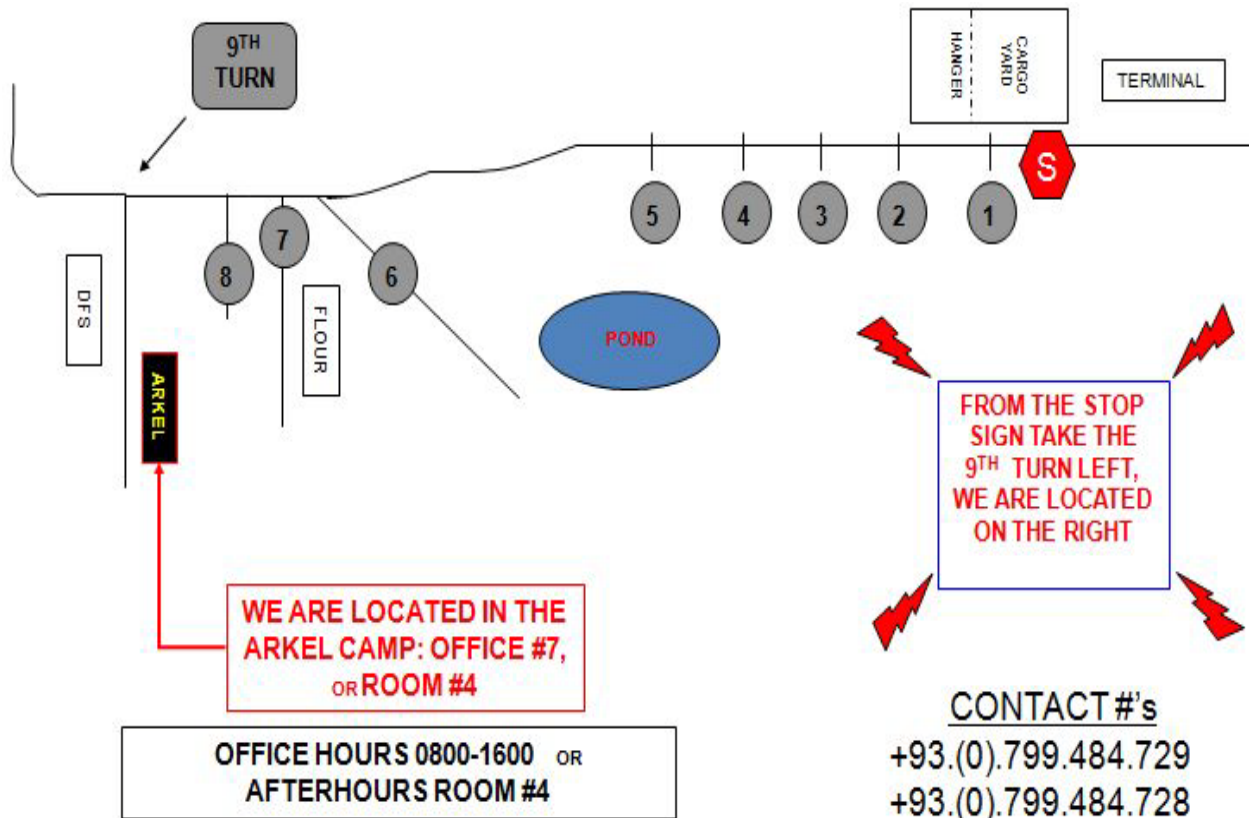 9TH
TURN
HANGER
CARGO
YARD
TERMINAL
S
5
4
3
2
1
7
8
6
DFS
FLOUR
POND
ARKEL
FROM THE STOP
SIGN TAKE THE
9TH TURN LEFT,
WE ARE LOCATED
ON THE RIGHT
WE ARE LOCATED IN THE
ARKEL CAMP: OFFICE #7,
OR ROOM #4
OFFICE HOURS 0800-1600 OR
AFTERHOURS ROOM #4
CONTACT #'s
+93.(0).799.484.729
+93.(0).799.484.728